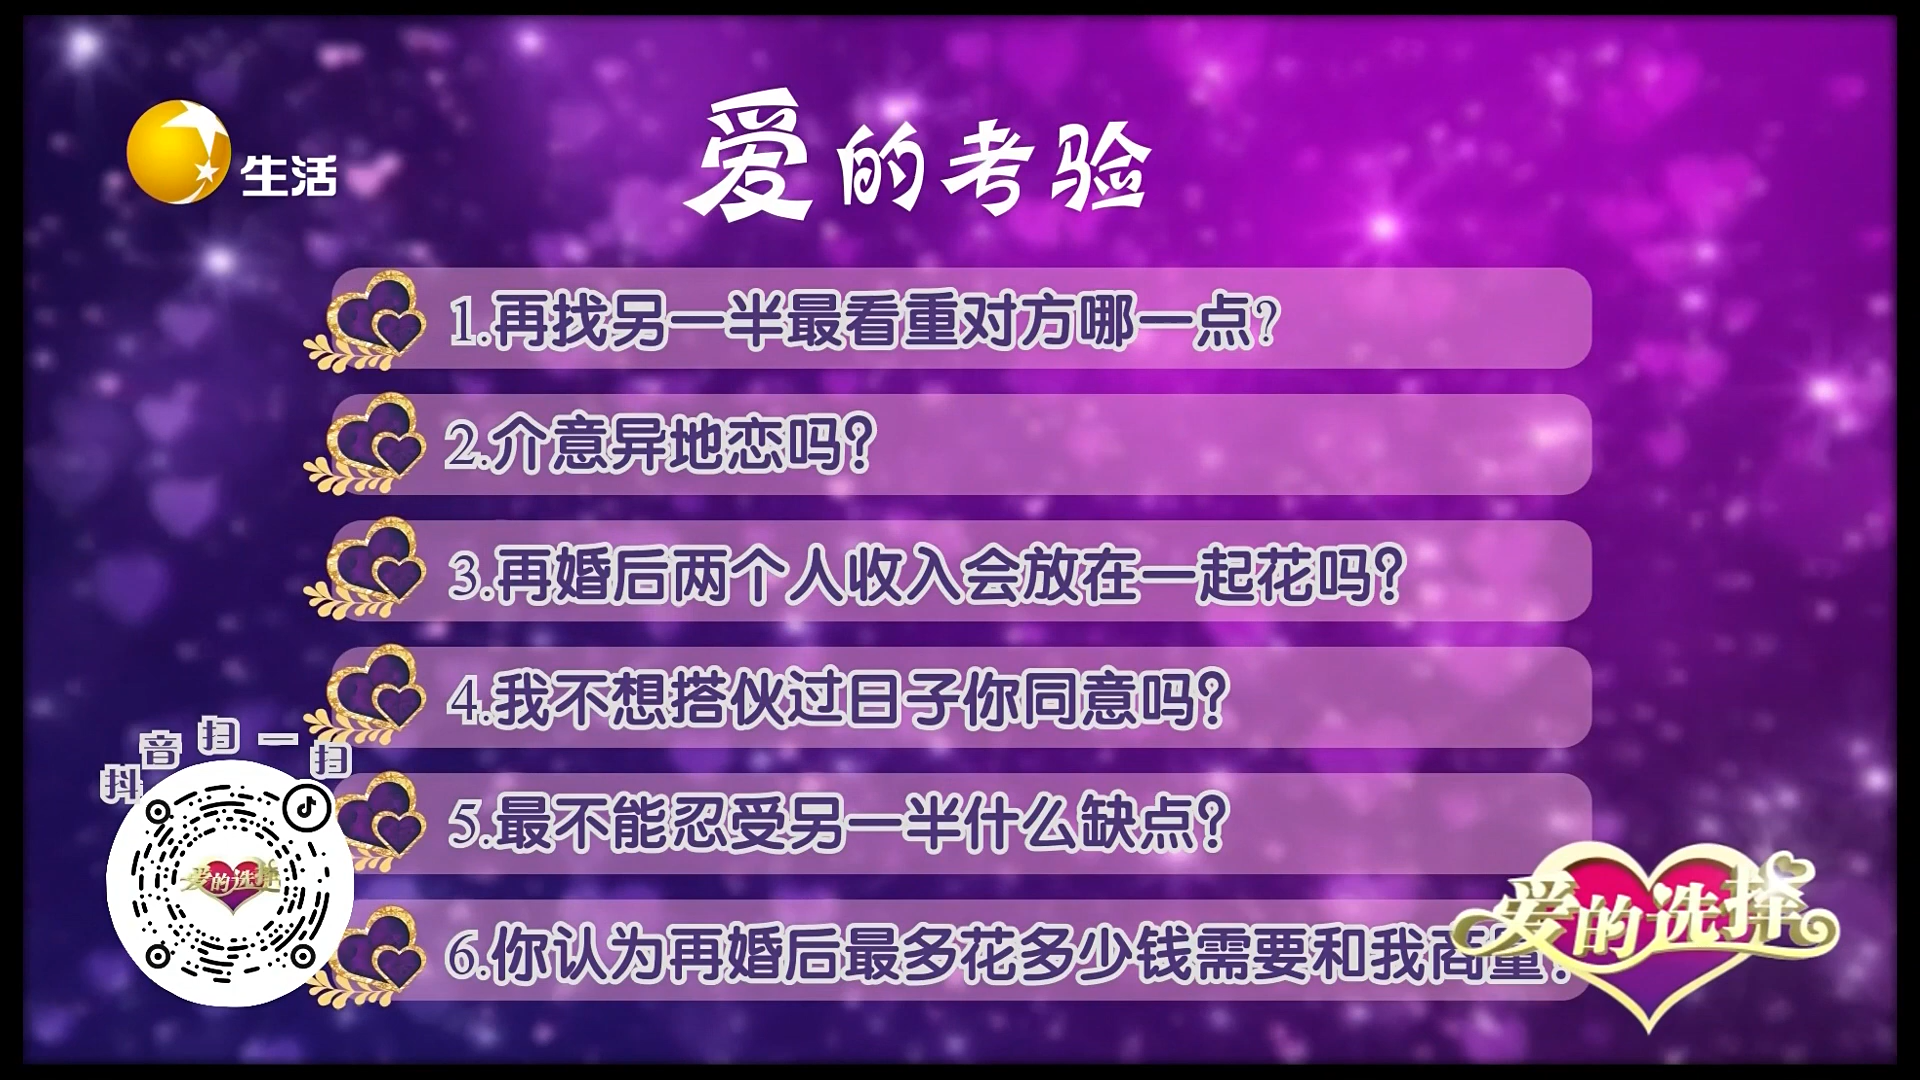 生活
爱的考验
1.再找另一半最看重对方哪一点?
2.介意异地恋吗?
3.再婚后两个人收入会放在一起花吗?
4.我不想搭伙过日子你同意吗?
5.最不能忍受另一半什么缺点?
6.你认为再婚后最多花多少钱需要和我商量?
抖音扫一扫
爱的选择
爱的选择